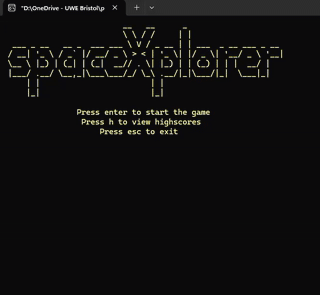 "D:\OneDrive - UWE Bristol\p
spaceXplorer
Press enter to start the game
Press h to view highscores
Press esc to exit